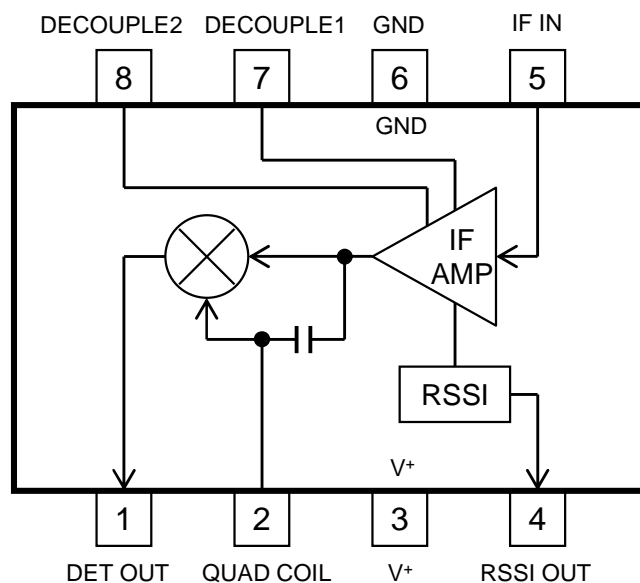 DECOUPLE2 DECOUPLE1 GND IF IN
8 7 6 5
GND
IF
AMP
RSSI
V+
1 2 3 4
DET OUT QUAD COIL V+ RSSI OUT